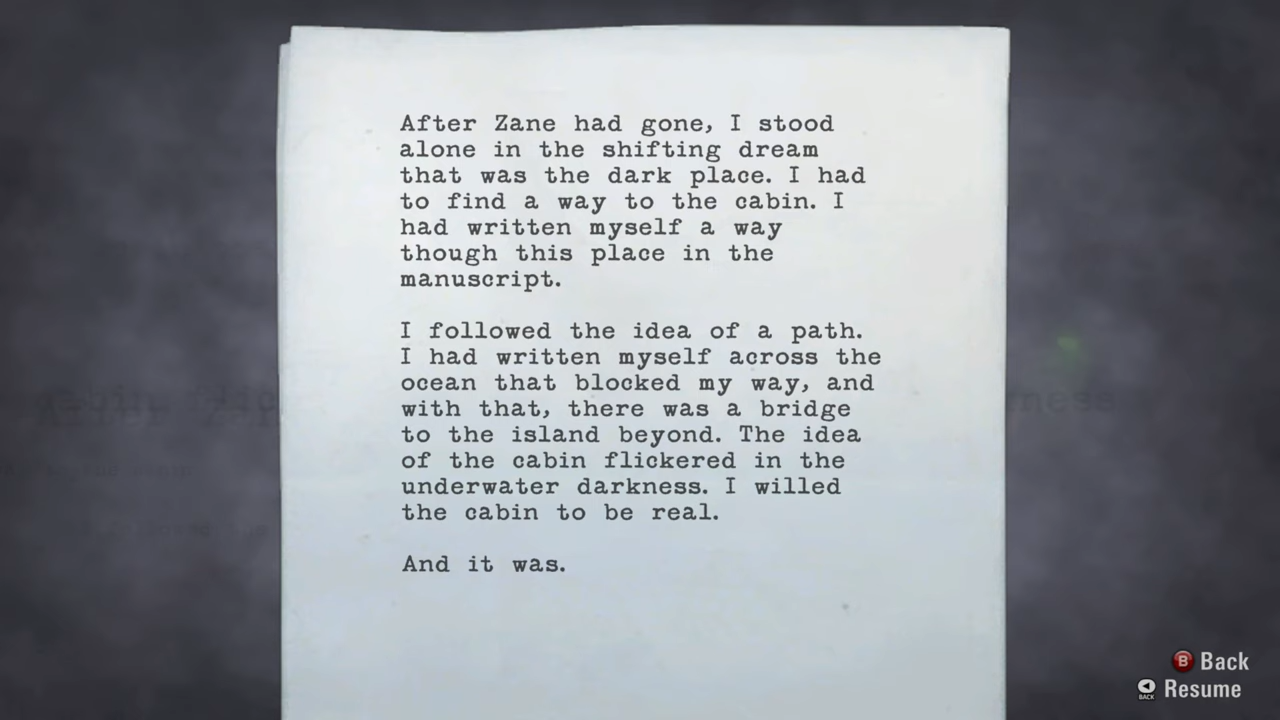 After Zane had gone, I stood
alone in the shifting dream
that was the dark place. I had
to find a way to the cabin. I
had written myself a way
though this place in the
manuscript.
I followed the idea of a path.
I had written myself across the
ocean that blocked my way, and
with that, there was a bridge
to the island beyond. The idea
of the cabin flickered in the
underwater darkness. I willed
the cabin to be real.
And it was.
B Back
BACK Resume